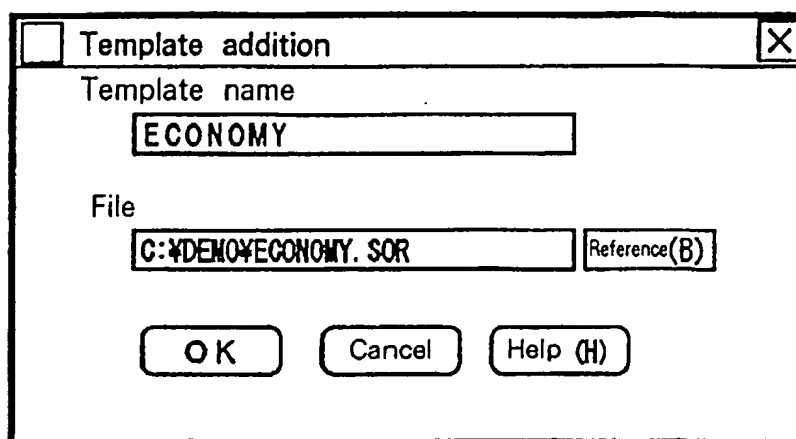 Template addition
Template name
ECONOMY
File
C:¥DEMO¥ECONOMY.SOR Reference(B)
OK Cancel Help (H)